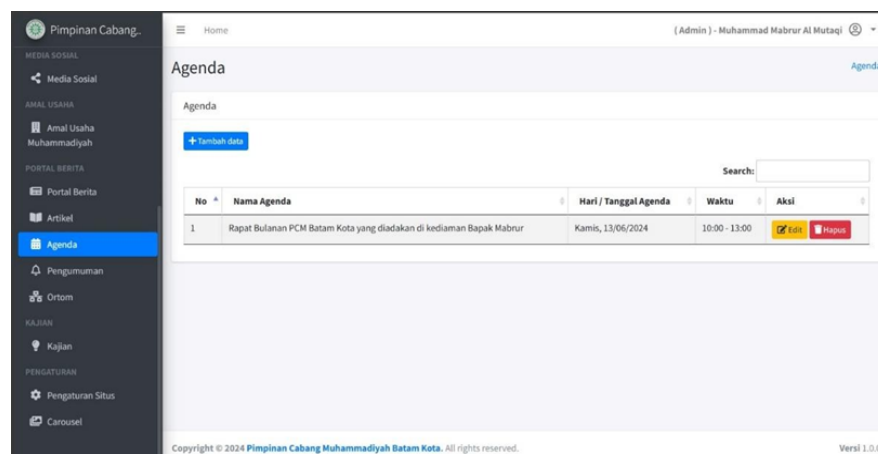 Pimpinan Cabang..
Home
( Admin ) - Muhammad Mabrur Al Mutaqi
MEDIA SOSIAL
Media Sosial
AMAL USAHA
Amal Usaha
Muhammadiyah
PORTAL BERITA
Portal Berita
Artikel
Agenda
Pengumuman
Ortom
KAJIAN
Kajian
PENGATURAN
Pengaturan Situs
Carousel
Agenda
Agenda
Agenda
Tambah data
Search:
No Nama Agenda Hari / Tanggal Agenda Waktu Aksi
1 Rapat Bulanan PCM Batam Kota yang diadakan di kediaman Bapak Mabrur Kamis, 13/06/2024 10:00 - 13:00 Edit Hapus
Copyright © 2024 Pimpinan Cabang Muhammadiyah Batam Kota. All rights reserved.
Versi 1.0.0